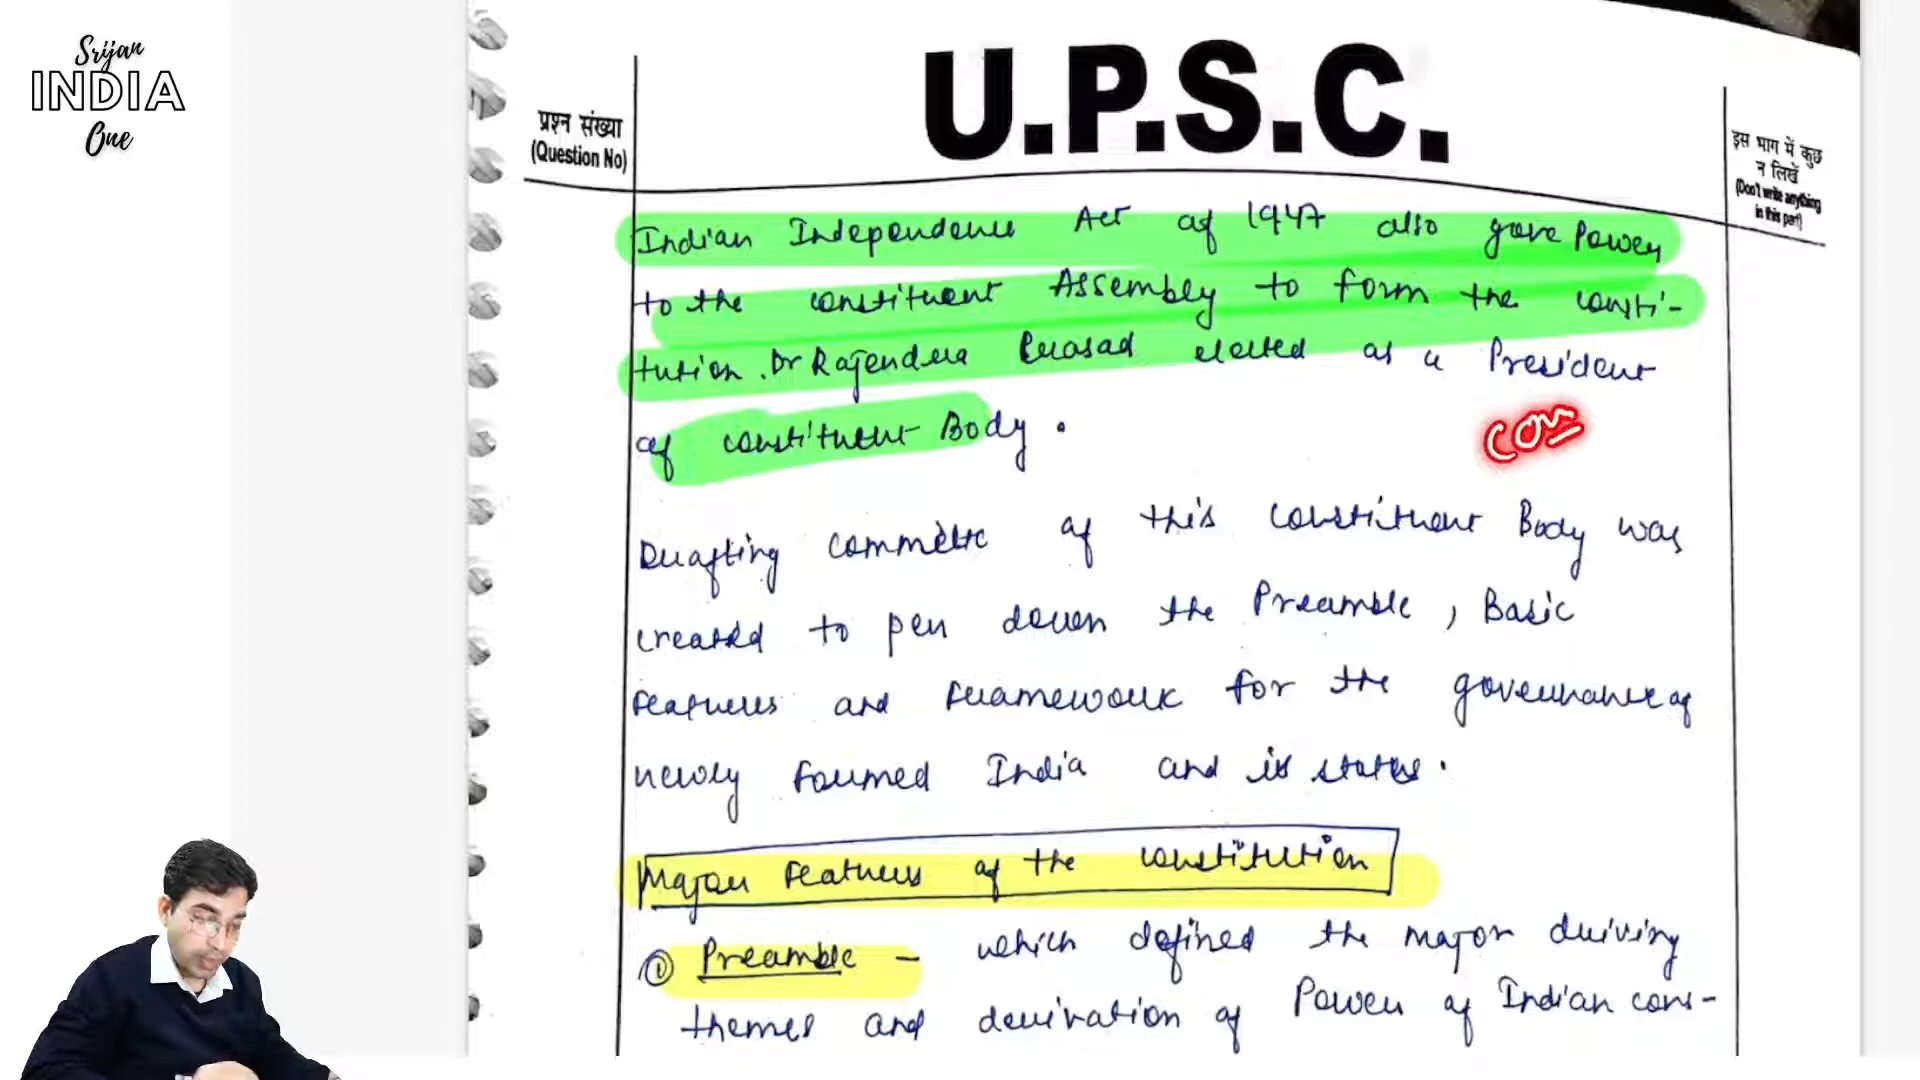 Srijan
INDIA
One
U.P.S.C.
प्रश्न संख्या
(Question No)
इस भाग में कुछ
न लिखें
(Don't write anything
in this part)
Indian Independence Act of 1947 also gave Power
to the constituent Assembly to form the consti-
tution. Dr Rajendra Prasad elected as a President
of constituent Body.
COA
Drafting committe of this constituent Body was
created to pen down the Preamble, Basic
features and framework for the governance of
newly formed India and its states.
Major features of the constitution
① Preamble - which defined the major driving
themes and derivation of Power of Indian cons-